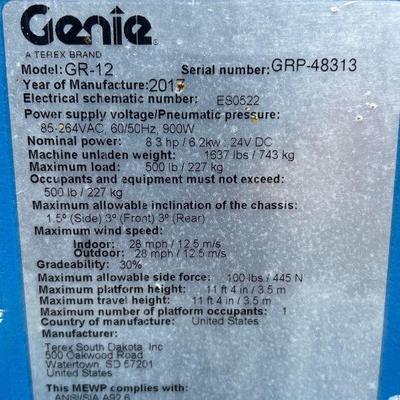 Genie
A TEREX BRAND
Model: GR-12 Serial number: GRP-48313
Year of Manufacture: 2017
Electrical schematic number: ES0522
Power supply voltage/Pneumatic pressure:
85-264VAC, 60/50Hz, 900W
Nominal power: 8.3 hp / 6.2kw, 24V DC
Machine unladen weight: 1637 lbs / 743 kg
Maximum load: 500 lb / 227 kg
Occupants and equipment must not exceed:
500 lb / 227 kg
Maximum allowable inclination of the chassis:
1.5º (Side) 3º (Front) 3º (Rear)
Maximum wind speed:
Indoor: 28 mph / 12.5 m/s
Outdoor: 28 mph / 12.5 m/s
Gradeability: 30%
Maximum allowable side force: 100 lbs / 445 N
Maximum platform height: 11 ft 4 in / 3.5 m
Maximum travel height: 11 ft 4 in / 3.5 m
Maximum number of platform occupants: 1
Country of manufacture: United States
Manufacturer:
Terex South Dakota, Inc
500 Oakwood Road
Watertown, SD 57201
United States
This MEWP complies with:
ANSI/SIA A92.6